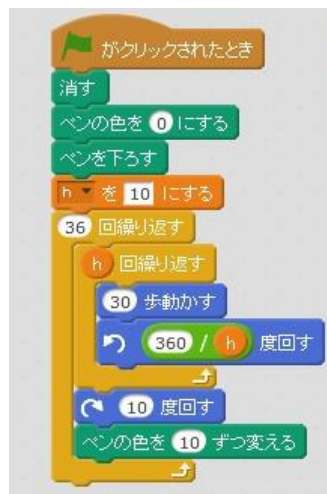 がクリックされたとき
消す
ペンの色を 0 にする
ペンを下ろす
h を 10 にする
36 回繰り返す
h 回繰り返す
30 歩動かす
360 / h 度回す
10 度回す
ペンの色を 10 ずつ変える